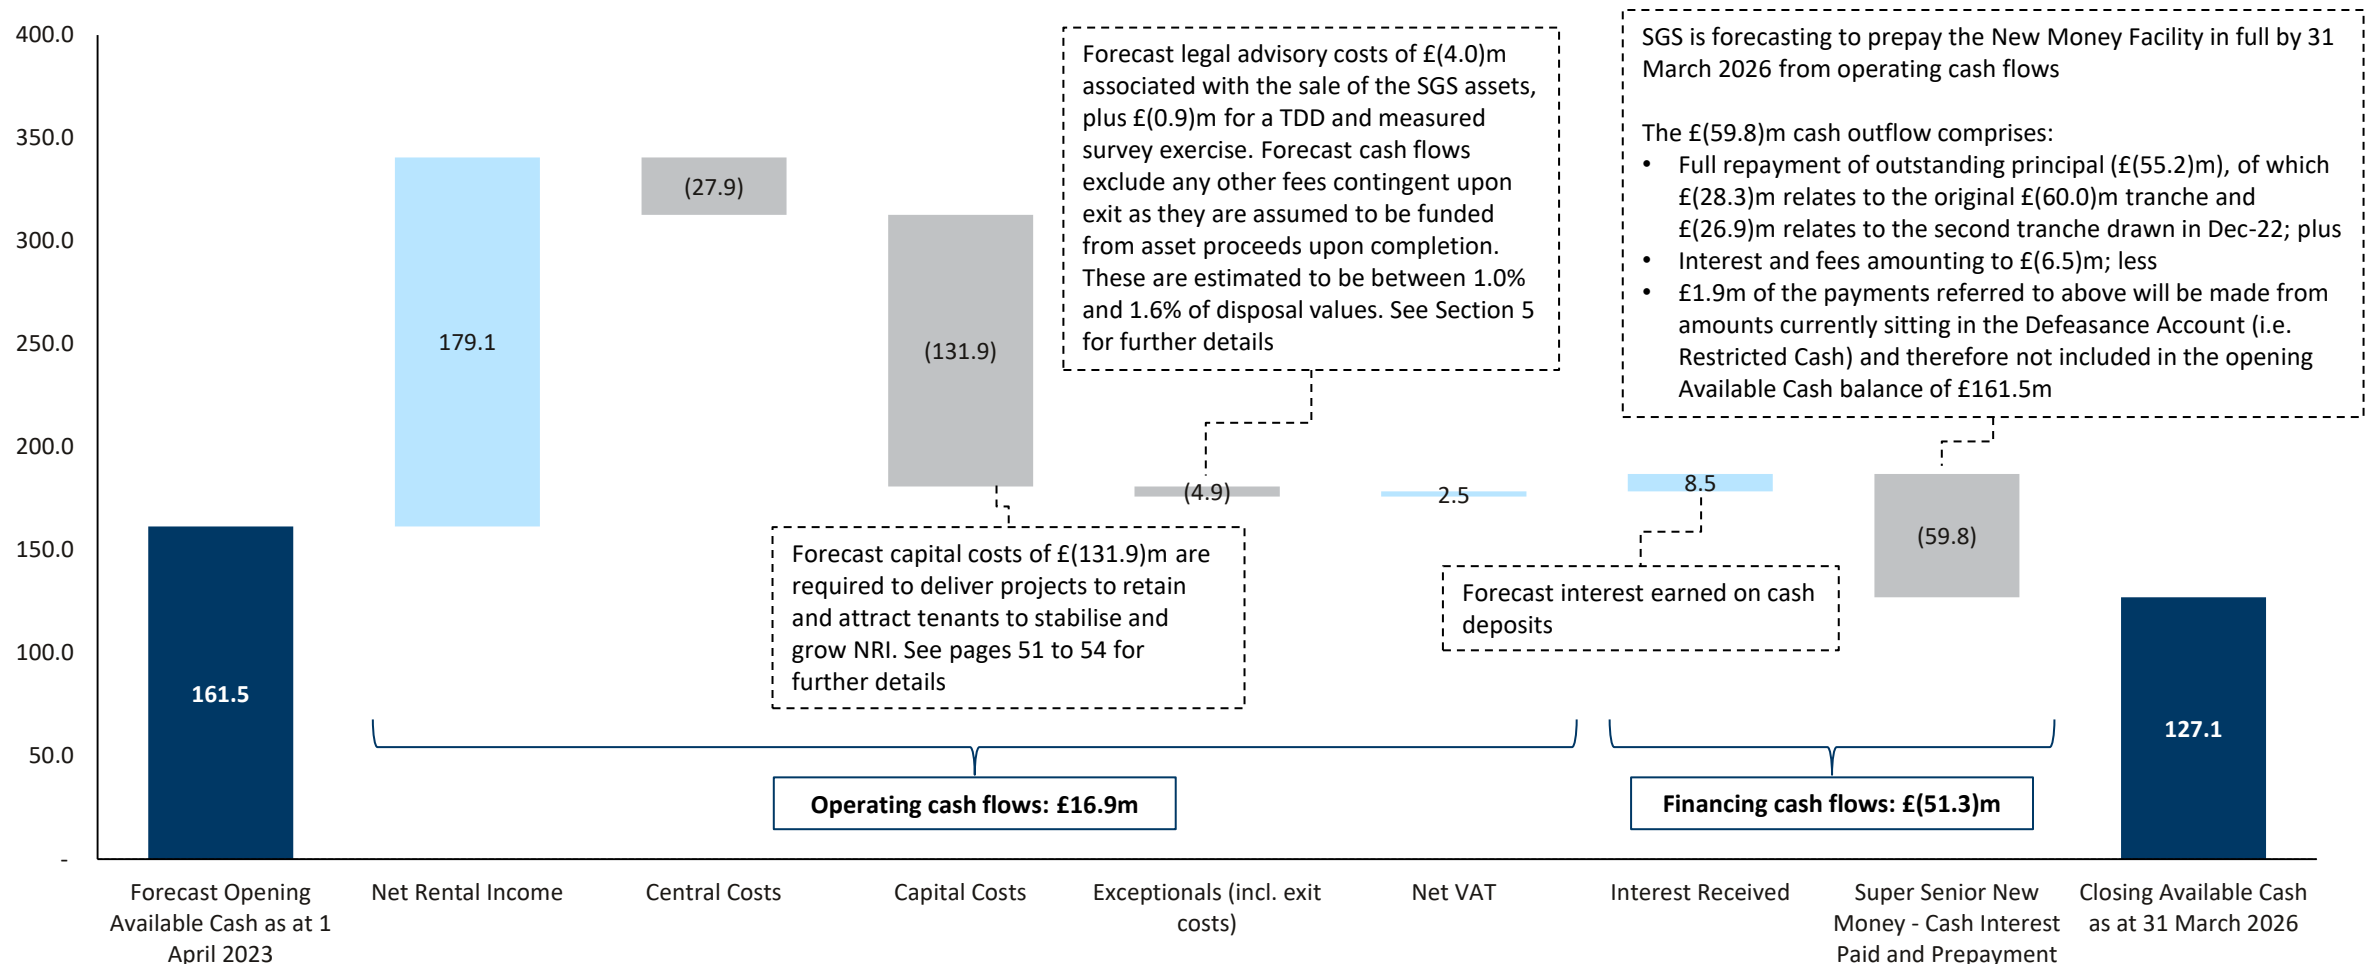 400.0
350.0
300.0
250.0
200.0
150.0
100.0
50.0
-
161.5
179.1
(27.9)
(131.9)
(4.9)
2.5
8.5
(59.8)
127.1
Forecast legal advisory costs of £(4.0)m
associated with the sale of the SGS assets,
plus £(0.9)m for a TDD and measured
survey exercise. Forecast cash flows
exclude any other fees contingent upon
exit as they are assumed to be funded
from asset proceeds upon completion.
These are estimated to be between 1.0%
and 1.6% of disposal values. See Section 5
for further details
SGS is forecasting to prepay the New Money Facility in full by 31
March 2026 from operating cash flows
The £(59.8)m cash outflow comprises:
• Full repayment of outstanding principal (£(55.2)m), of which
£(28.3)m relates to the original £(60.0)m tranche and
£(26.9)m relates to the second tranche drawn in Dec-22; plus
• Interest and fees amounting to £(6.5)m; less
• £1.9m of the payments referred to above will be made from
amounts currently sitting in the Defeasance Account (i.e.
Restricted Cash) and therefore not included in the opening
Available Cash balance of £161.5m
Forecast capital costs of £(131.9)m are
required to deliver projects to retain
and attract tenants to stabilise and
grow NRI. See pages 51 to 54 for
further details
Forecast interest earned on cash
deposits
Operating cash flows: £16.9m
Financing cash flows: £(51.3)m
Forecast Opening
Available Cash as at 1
April 2023
Net Rental Income
Central Costs
Capital Costs
Exceptionals (incl. exit
costs)
Net VAT
Interest Received
Super Senior New
Money - Cash Interest
Paid and Prepayment
Closing Available Cash
as at 31 March 2026